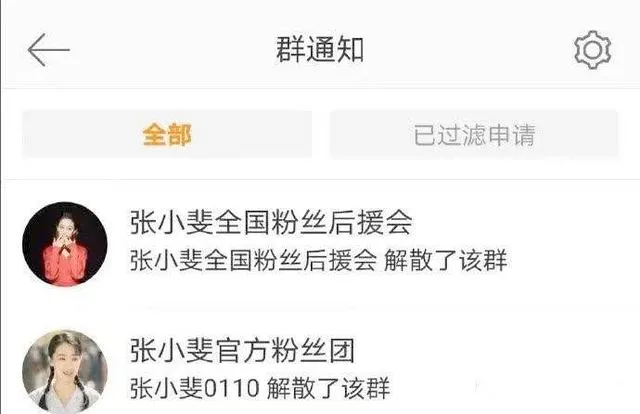 群通知
全部
已过滤申请
张小斐全国粉丝后援会
张小斐全国粉丝后援会 解散了该群
张小斐官方粉丝团
张小斐0110 解散了该群